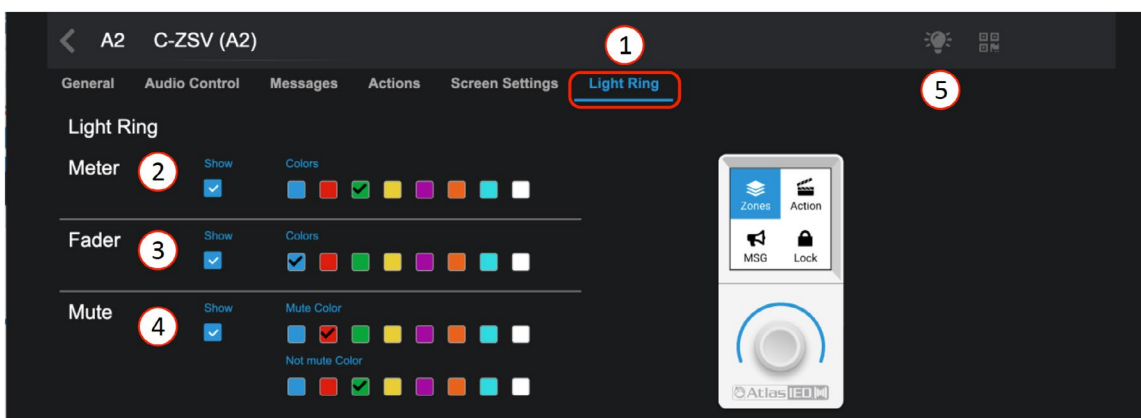 A2 C-ZSV (A2)
1
General Audio Control Messages Actions Screen Settings Light Ring
5
Light Ring
Meter 2 Show Colors
Zones Action
Fader 3 Show Colors
MSG Lock
Mute 4 Show Mute Color
Not mute Color
AtlasIED